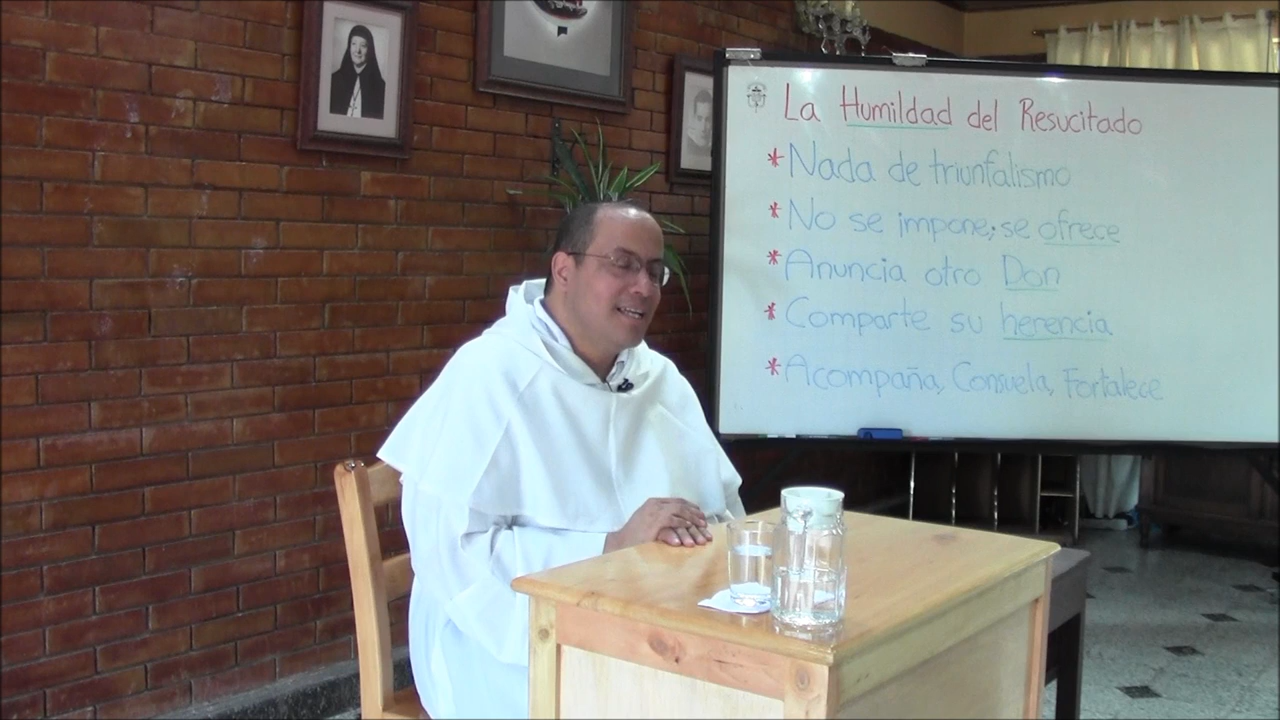 La Humildad del Resucitado
* Nada de triunfalismo
* No se impone; se ofrece
* Anuncia otro Don
* Comparte su herencia
* Acompaña, Consuela, Fortalece